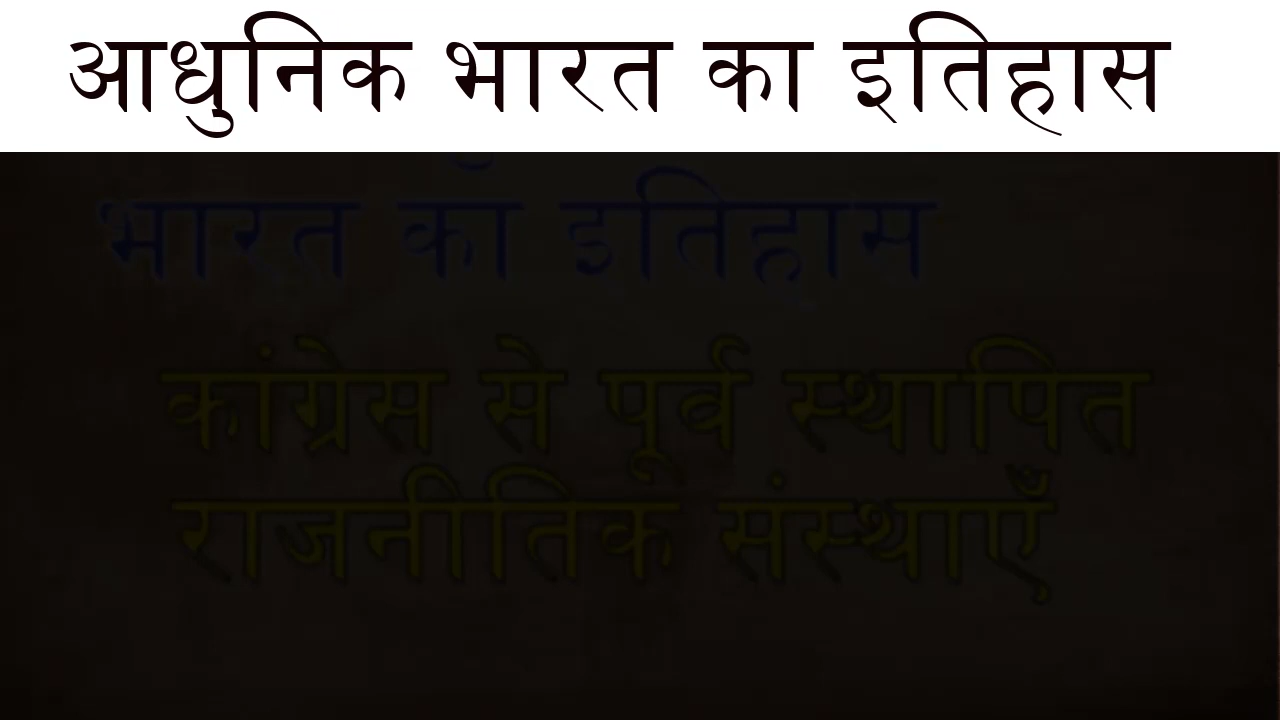 आधुनिक भारत का इतिहास
भारत का इतिहास
कांग्रेस से पूर्व स्थापित
राजनीतिक संस्थाएँ